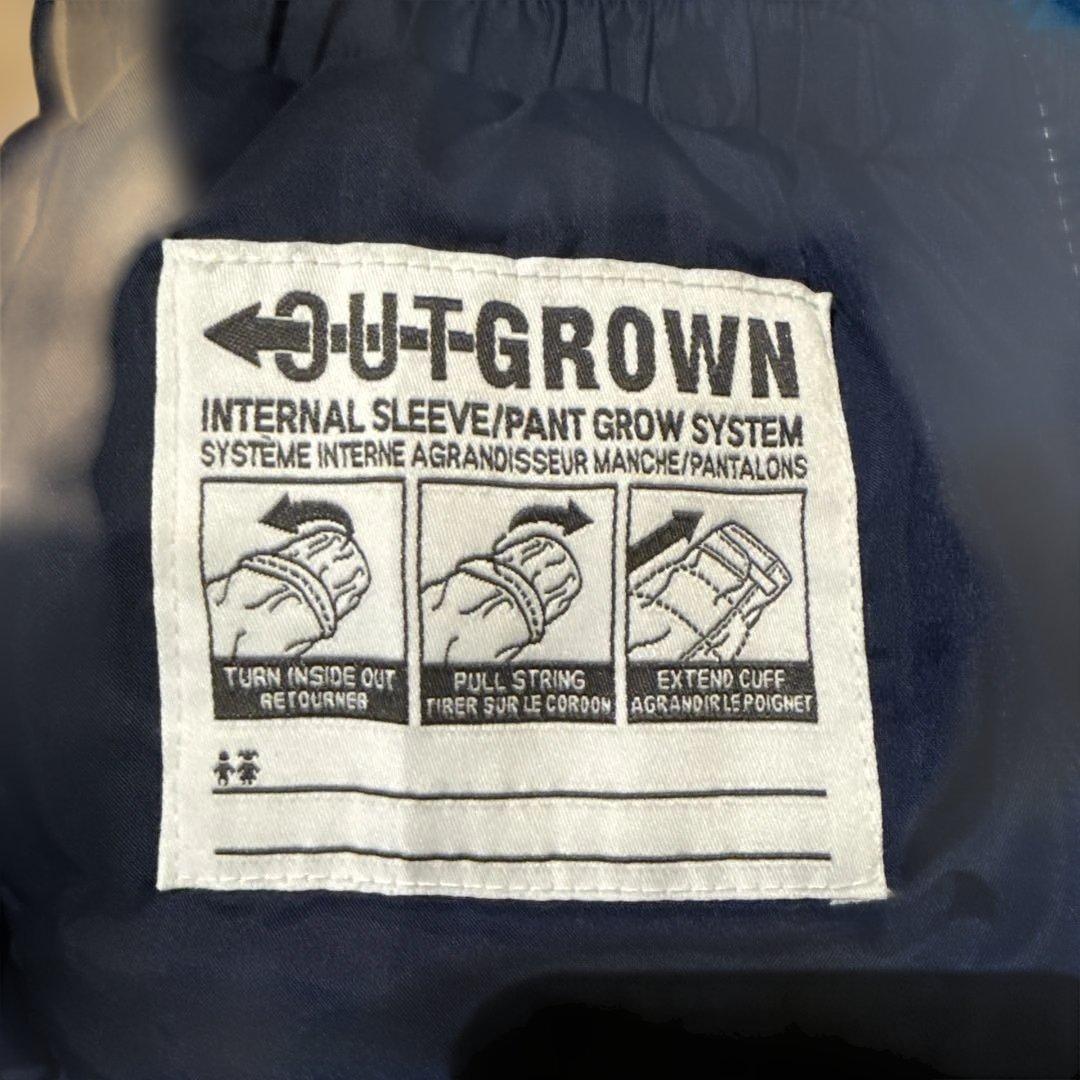 OUTGROWN
INTERNAL SLEEVE/PANT GROW SYSTEM
SYSTÈME INTERNE AGRANDISSEUR MANCHE/PANTALONS
TURN INSIDE OUT
RETOURNER
PULL STRING
TIRER SUR LE CORDON
EXTEND CUFF
AGRANDIR LE POIGNET